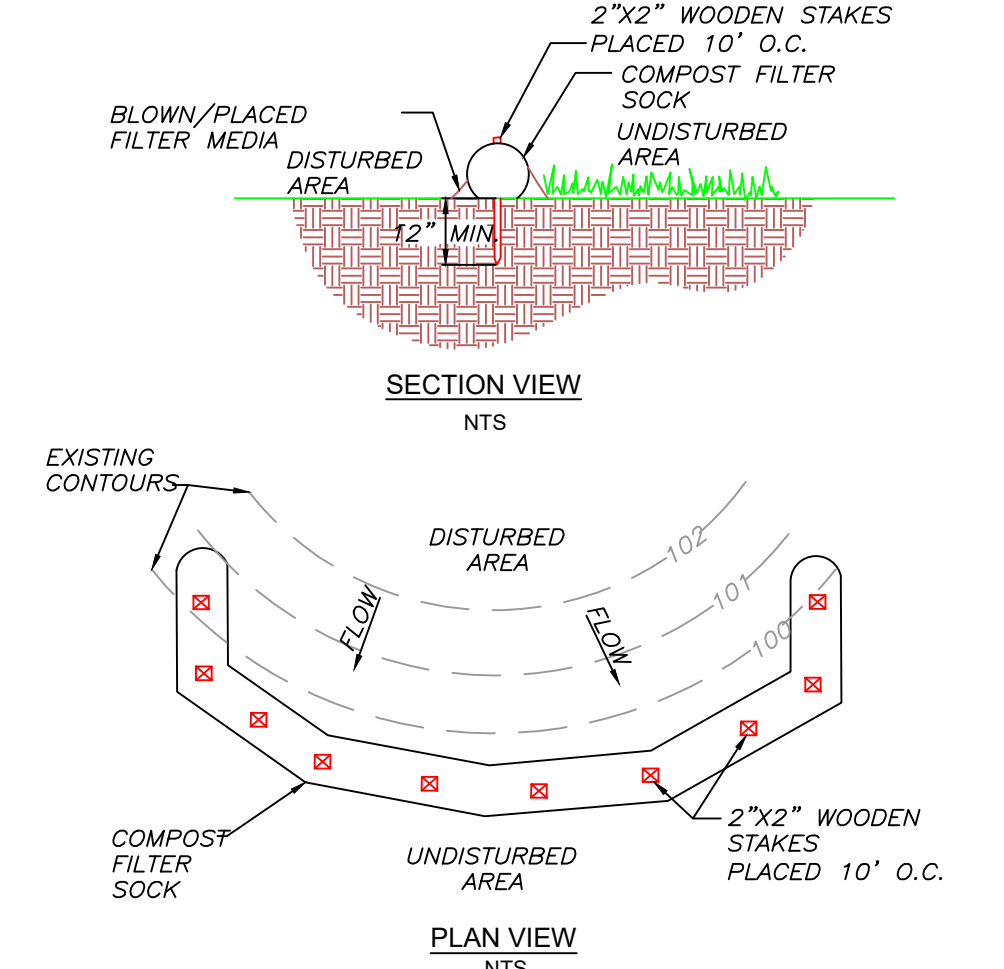 2"X2" WOODEN STAKES
PLACED 10' O.C.
COMPOST FILTER
SOCK
BLOWN/PLACED
FILTER MEDIA
UNDISTURBED
AREA
DISTURBED
AREA
12" MIN.
SECTION VIEW
NTS
EXISTING
CONTOURS
DISTURBED
AREA
102
101
100
FLOW
FLOW
COMPOST
FILTER
SOCK
UNDISTURBED
AREA
2"X2" WOODEN
STAKES
PLACED 10' O.C.
PLAN VIEW
NTS